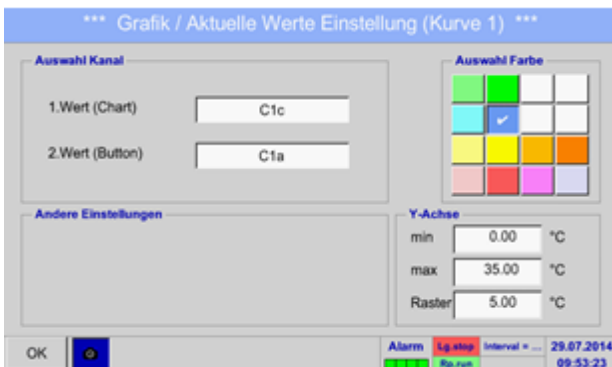 *** Grafik / Aktuelle Werte Einstellung (Kurve 1) ***
Auswahl Kanal
1.Wert (Chart) C1c
2.Wert (Button) C1a
Auswahl Farbe
Andere Einstellungen
Y-Achse
min 0.00 °C
max 35.00 °C
Raster 5.00 °C
OK
Alarm Lg.stop Interval = ... 29.07.2014
Rp.run 09:53:23